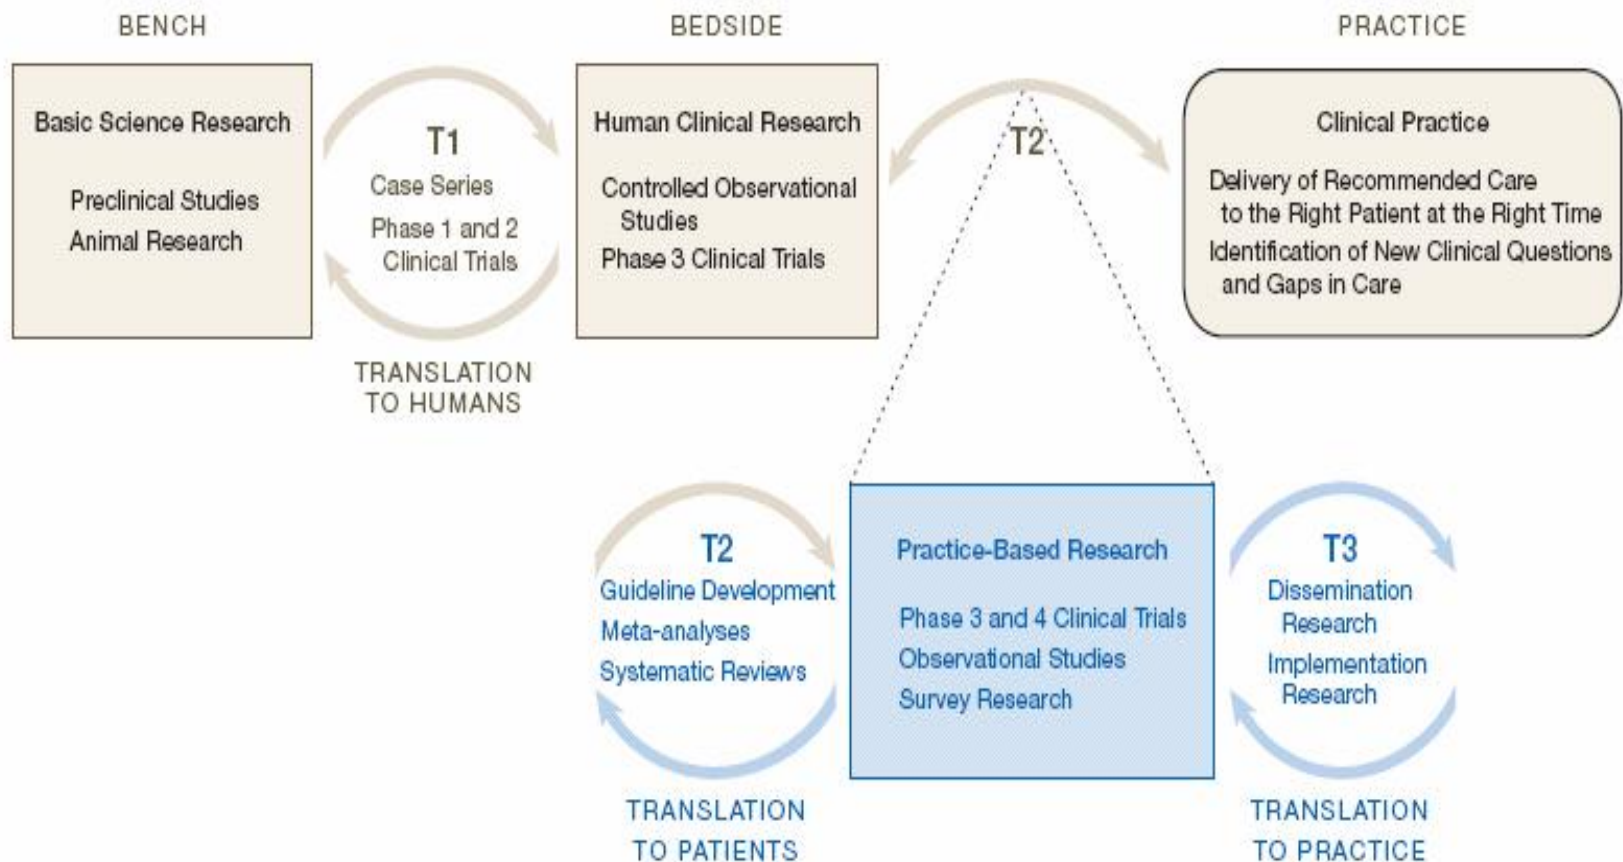 BENCH
BEDSIDE
PRACTICE
Basic Science Research
Preclinical Studies
Animal Research
T1
Case Series
Phase 1 and 2
Clinical Trials
TRANSLATION
TO HUMANS
Human Clinical Research
Controlled Observational
Studies
Phase 3 Clinical Trials
T2
Clinical Practice
Delivery of Recommended Care
to the Right Patient at the Right Time
Identification of New Clinical Questions
and Gaps in Care
T2
Guideline Development
Meta-analyses
Systematic Reviews
TRANSLATION
TO PATIENTS
Practice-Based Research
Phase 3 and 4 Clinical Trials
Observational Studies
Survey Research
T3
Dissemination
Research
Implementation
Research
TRANSLATION
TO PRACTICE